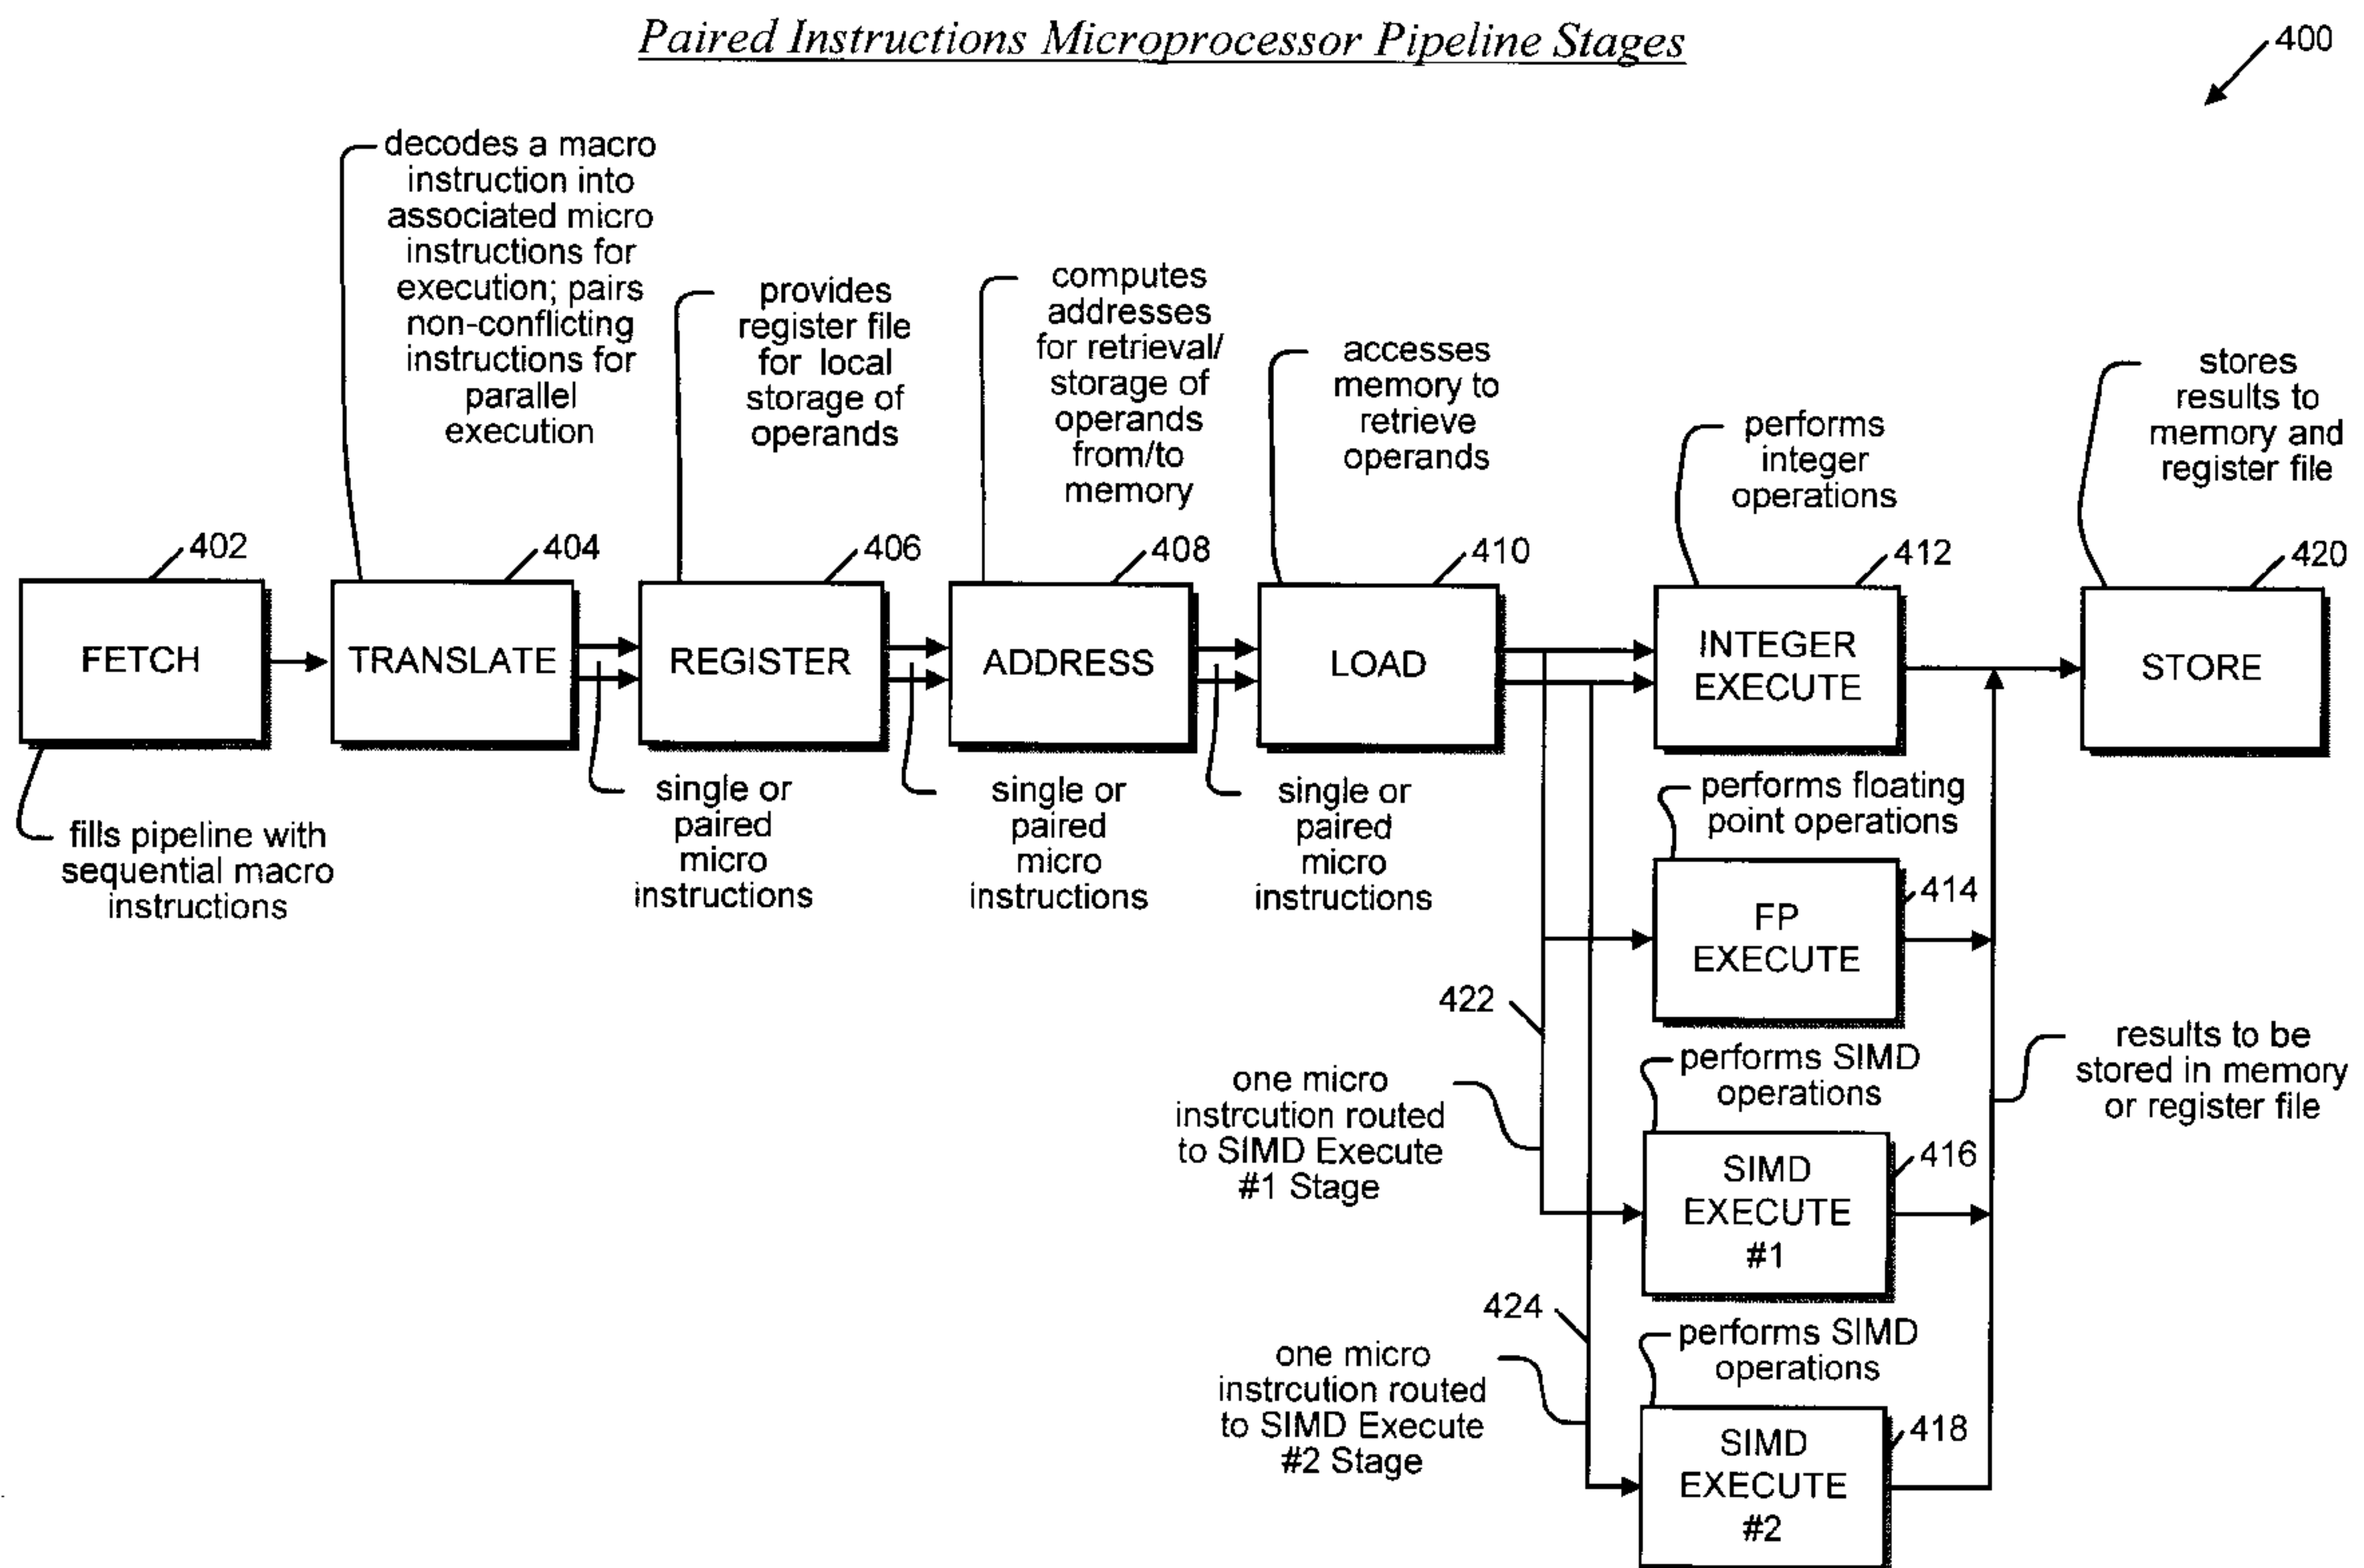 Paired Instructions Microprocessor Pipeline Stages
400
decodes a macro
instruction into
associated micro
instructions for
execution; pairs
non-conflicting
instructions for
parallel
execution
provides
register file
for local
storage of
operands
computes
addresses
for retrieval/
storage of
operands
from/to
memory
accesses
memory to
retrieve
operands
performs
integer
operations
stores
results to
memory and
register file
402
404
406
408
410
412
420
FETCH
TRANSLATE
REGISTER
ADDRESS
LOAD
INTEGER
EXECUTE
STORE
fills pipeline with
sequential macro
instructions
single or
paired
micro
instructions
single or
paired
micro
instructions
single or
paired
micro
instructions
performs floating
point operations
414
FP
EXECUTE
422
one micro
instrcution routed
to SIMD Execute
#1 Stage
performs SIMD
operations
416
SIMD
EXECUTE
#1
results to be
stored in memory
or register file
424
one micro
instrcution routed
to SIMD Execute
#2 Stage
performs SIMD
operations
418
SIMD
EXECUTE
#2